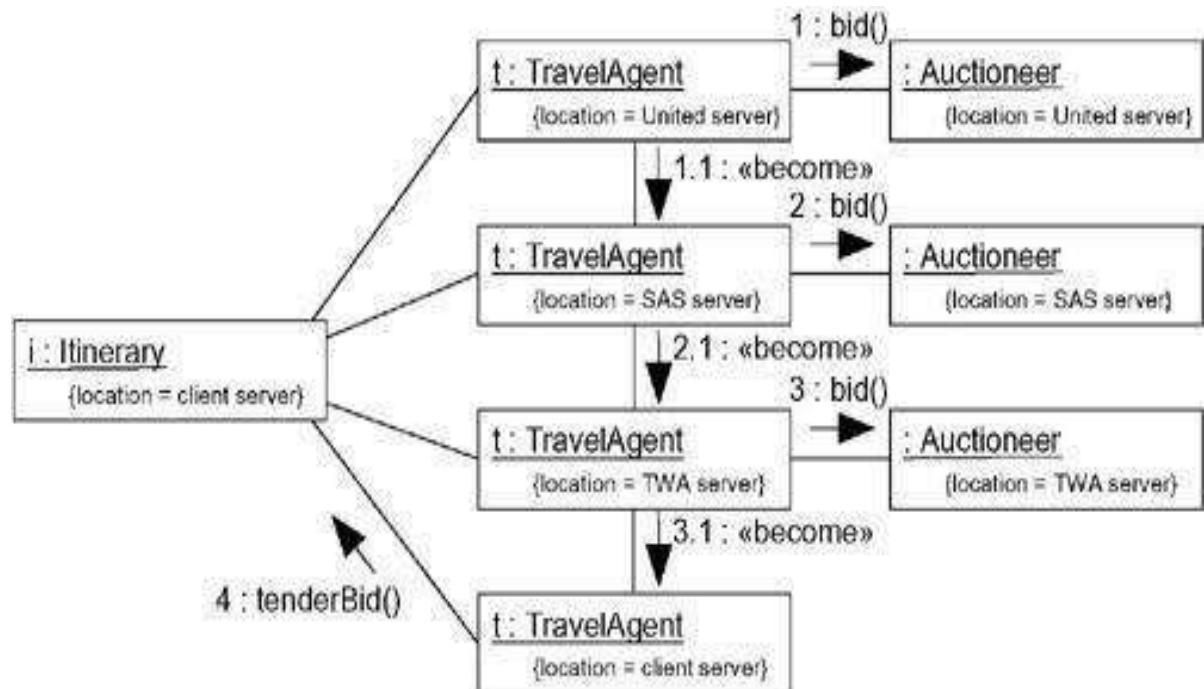 1 : bid()
t : TravelAgent
{location = United server}
: Auctioneer
{location = United server}
1.1 : «become»
2 : bid()
t : TravelAgent
{location = SAS server}
: Auctioneer
{location = SAS server}
i : Itinerary
{location = client server}
2.1 : «become»
3 : bid()
t : TravelAgent
{location = TWA server}
: Auctioneer
{location = TWA server}
3.1 : «become»
4 : tenderBid()
t : TravelAgent
{location = client server}